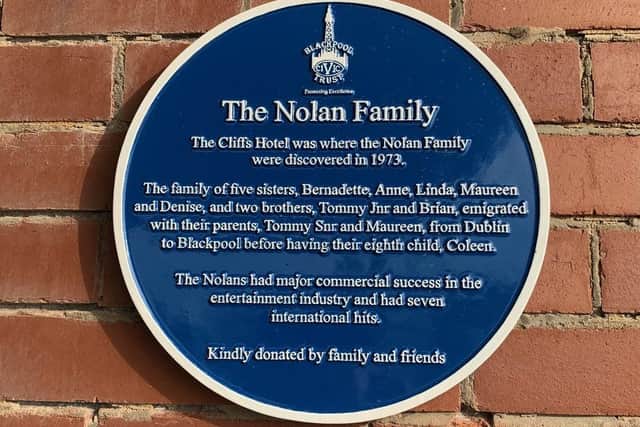 BLACKPOOL
CIVIC
TRUST
Promoting Excellence
The Nolan Family
The Cliffs Hotel was where the Nolan Family
were discovered in 1973.
The family of five sisters, Bernadette, Anne, Linda, Maureen
and Denise, and two brothers, Tommy Jnr and Brian, emigrated
with their parents, Tommy Snr and Maureen, from Dublin
to Blackpool before having their eighth child, Coleen.
The Nolans had major commercial success in the
entertainment industry and had seven
international hits.
Kindly donated by family and friends